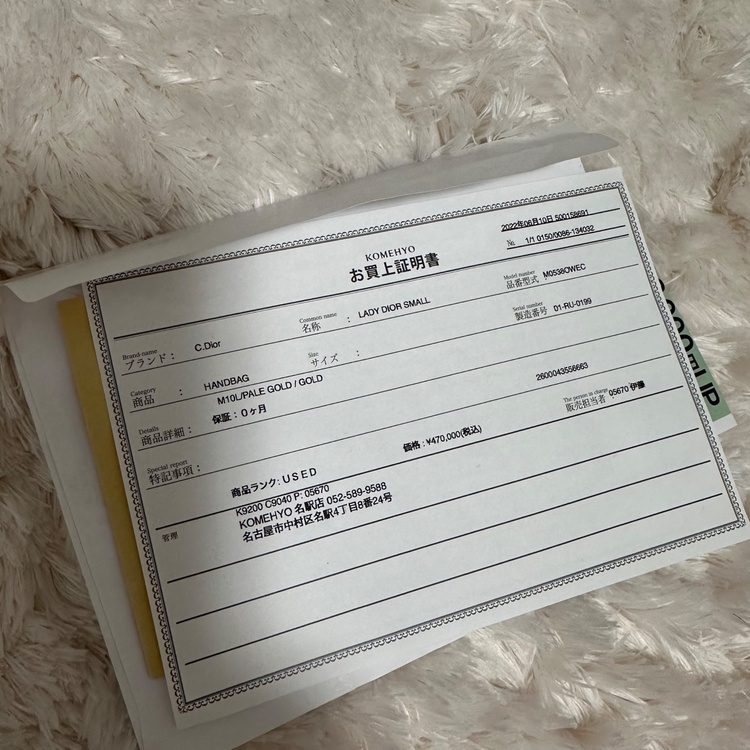 2022年06月10日 500158691
№ 1/1 0150/0086-134032
KOMEHYO
お買上証明書
Brand name
ブランド： C.Dior
Common name
名称 ： LADY DIOR SMALL
Model number
品番型式 M0538OWEC
Category
商品 ： HANDBAG
Size
サイズ ：
Serial number
製造番号 01-RU-0199
M10L/PALE GOLD / GOLD
Details
商品詳細： 保証：0ヶ月
2600043556663
Special report
特記事項：
The person in charge
販売担当者 05670 伊藤
商品ランク: USED
価格 : ¥470,000(税込)
管理
K9200 C9040 P: 05670
KOMEHYO 名駅店 052-589-9588
名古屋市中村区名駅4丁目8番24号